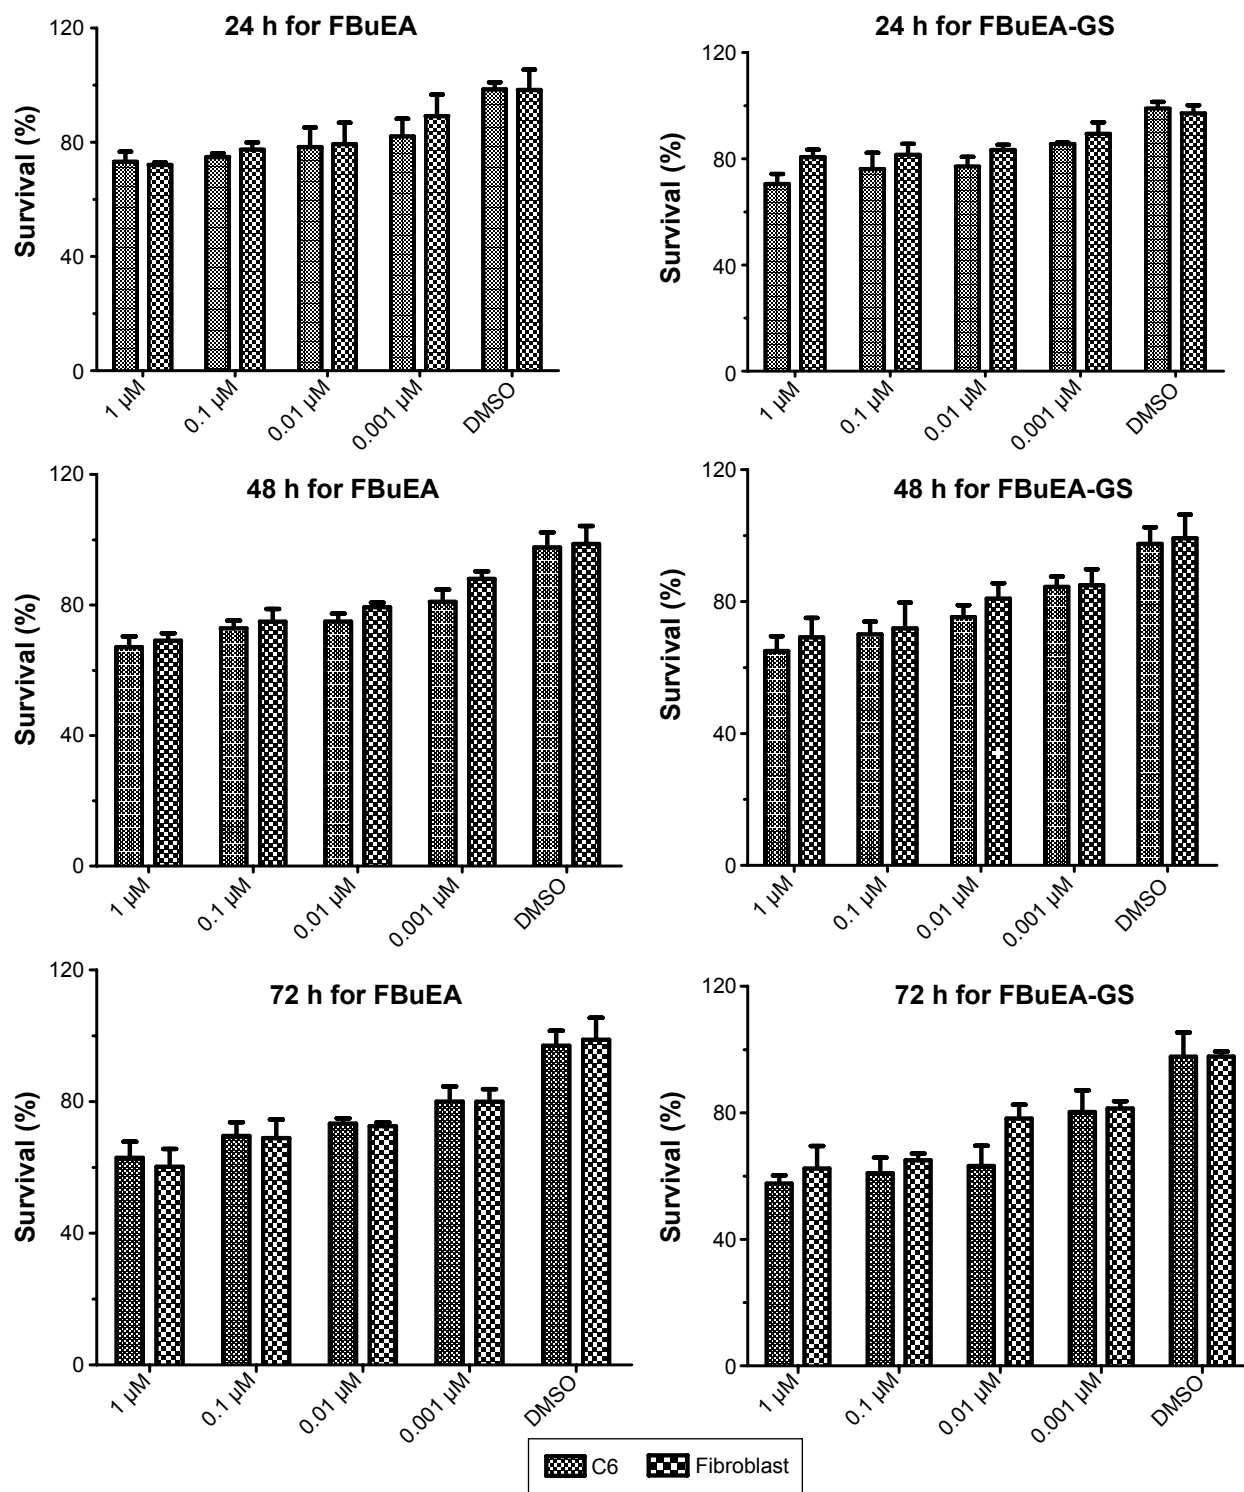 24 h for FBuEA
Survival (%)
120
80
40
0
1 µM
0.1 µM
0.01 µM
0.001 µM
DMSO
24 h for FBuEA-GS
Survival (%)
120
80
40
0
1 µM
0.1 µM
0.01 µM
0.001 µM
DMSO
48 h for FBuEA
Survival (%)
120
80
40
0
1 µM
0.1 µM
0.01 µM
0.001 µM
DMSO
48 h for FBuEA-GS
Survival (%)
120
80
40
0
1 µM
0.1 µM
0.01 µM
0.001 µM
DMSO
72 h for FBuEA
Survival (%)
120
80
40
0
1 µM
0.1 µM
0.01 µM
0.001 µM
DMSO
72 h for FBuEA-GS
Survival (%)
120
80
40
0
1 µM
0.1 µM
0.01 µM
0.001 µM
DMSO
C6 Fibroblast